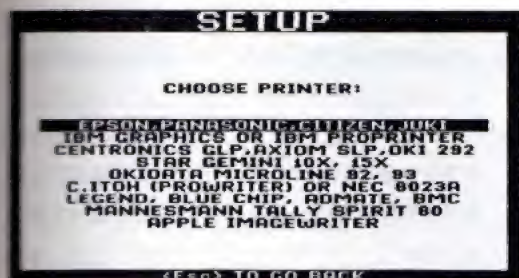 SETUP
CHOOSE PRINTER:
EPSON,PANASONIC,CITIZEN,JUKI
IBM GRAPHICS OR IBM PROPRINTER
CENTRONICS GLP,AXIOM SLP,OKI 292
STAR GEMINI 10X, 15X
OKIDATA MICROLINE 92, 93
C.ITOH (PROWRITER) OR NEC 8023A
LEGEND, BLUE CHIP, ADMATE, BMC
MANNESMANN TALLY SPIRIT 80
APPLE IMAGEWRITER
<Esc> TO GO BACK